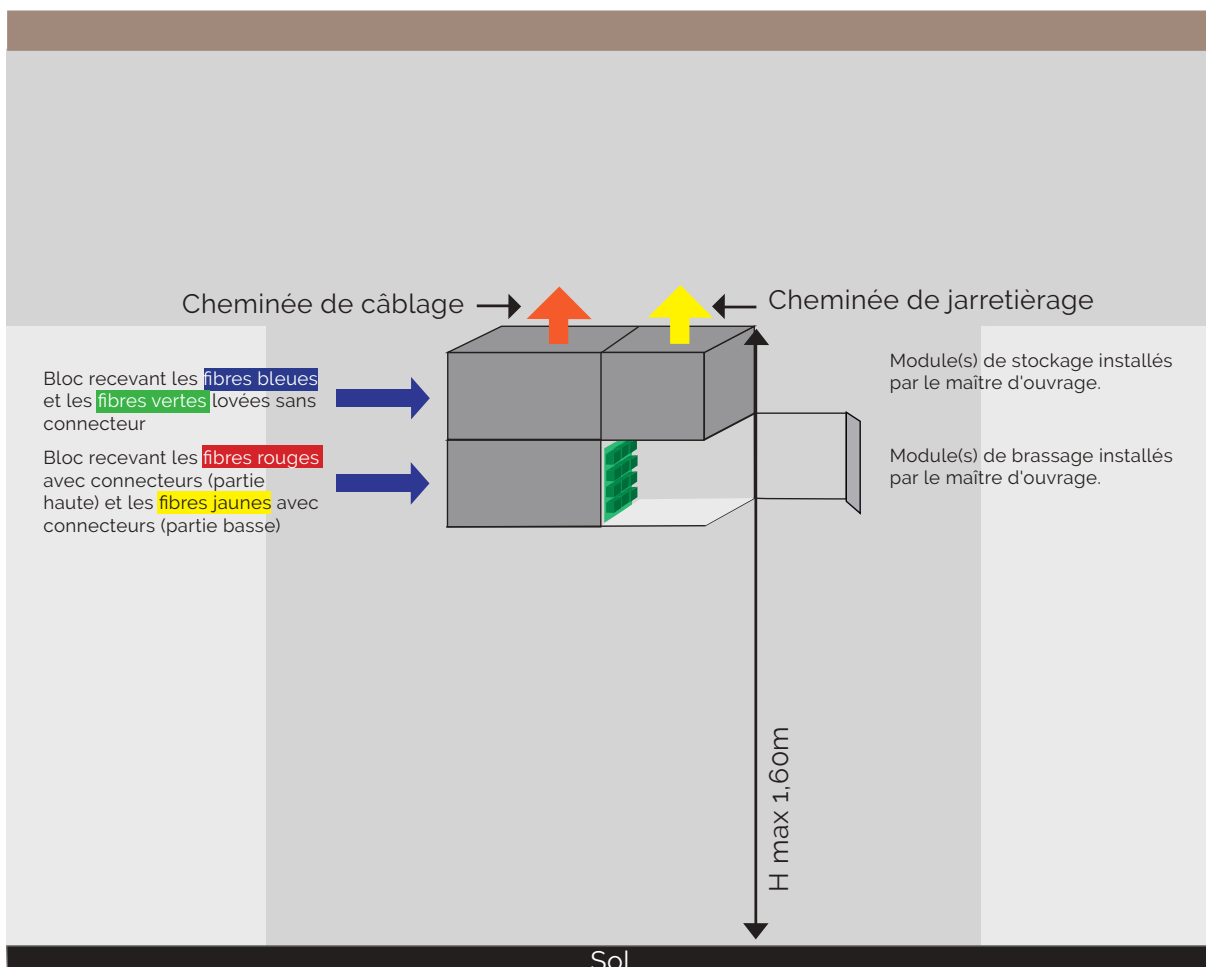 Cheminée de câblage
Cheminée de jarretièrage
Bloc recevant les fibres bleues
et les fibres vertes lovées sans
connecteur
Module(s) de stockage installés
par le maître d'ouvrage.
Bloc recevant les fibres rouges
avec connecteurs (partie
haute) et les fibres jaunes avec
connecteurs (partie basse)
Module(s) de brassage installés
par le maître d'ouvrage.
H max 1,60m
Sol